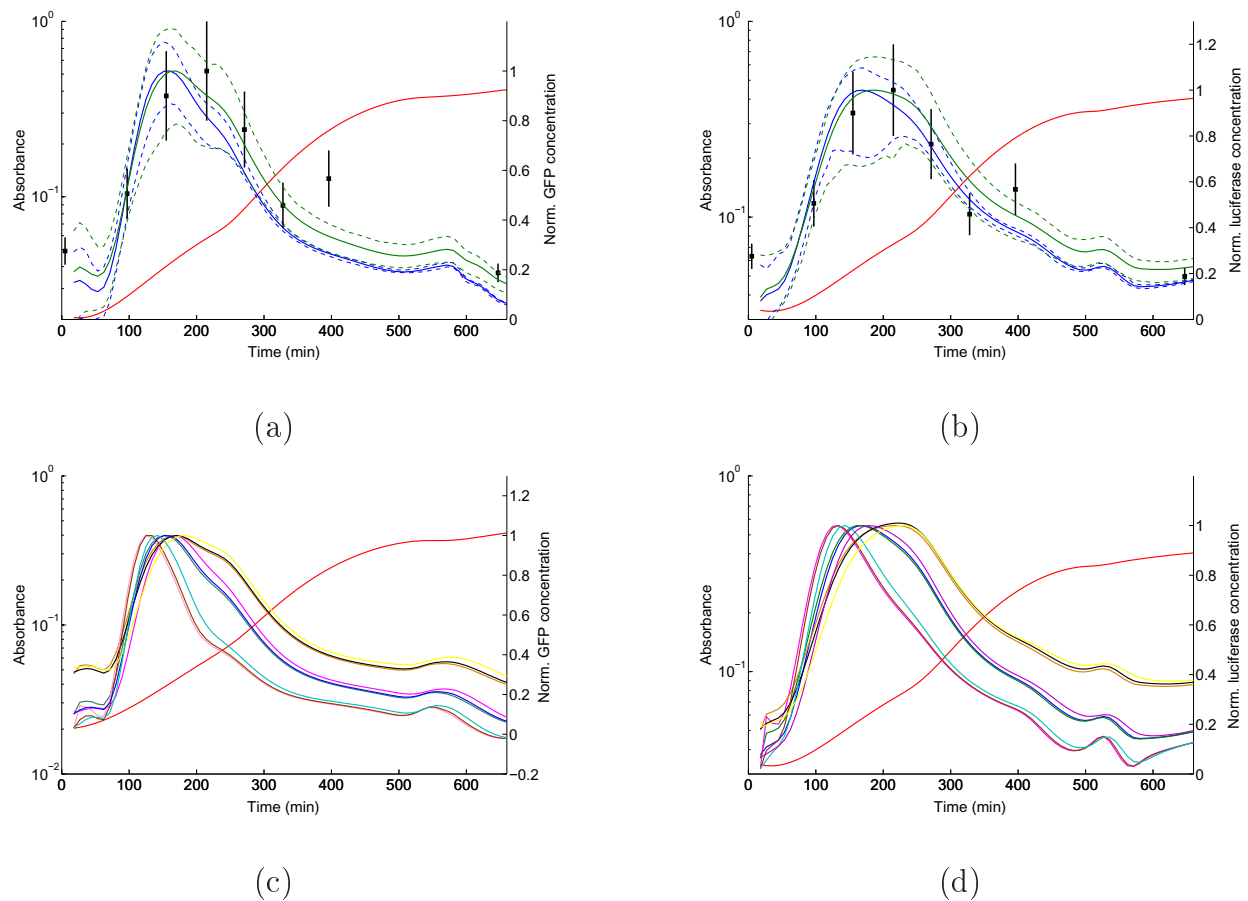 10^0
10^-1
Absorbance
0 100 200 300 400 500 600
Time (min)
0
0.2
0.4
0.6
0.8
1
Norm. GFP concentration
(a)
10^0
10^-1
Absorbance
0 100 200 300 400 500 600
Time (min)
0
0.2
0.4
0.6
0.8
1
1.2
Norm. luciferase concentration
(b)
10^0
10^-1
10^-2
Absorbance
0 100 200 300 400 500 600
Time (min)
−0.2
0
0.2
0.4
0.6
0.8
1
1.2
Norm. GFP concentration
(c)
10^0
10^-1
Absorbance
0 100 200 300 400 500 600
Time (min)
0
0.2
0.4
0.6
0.8
1
Norm. luciferase concentration
(d)